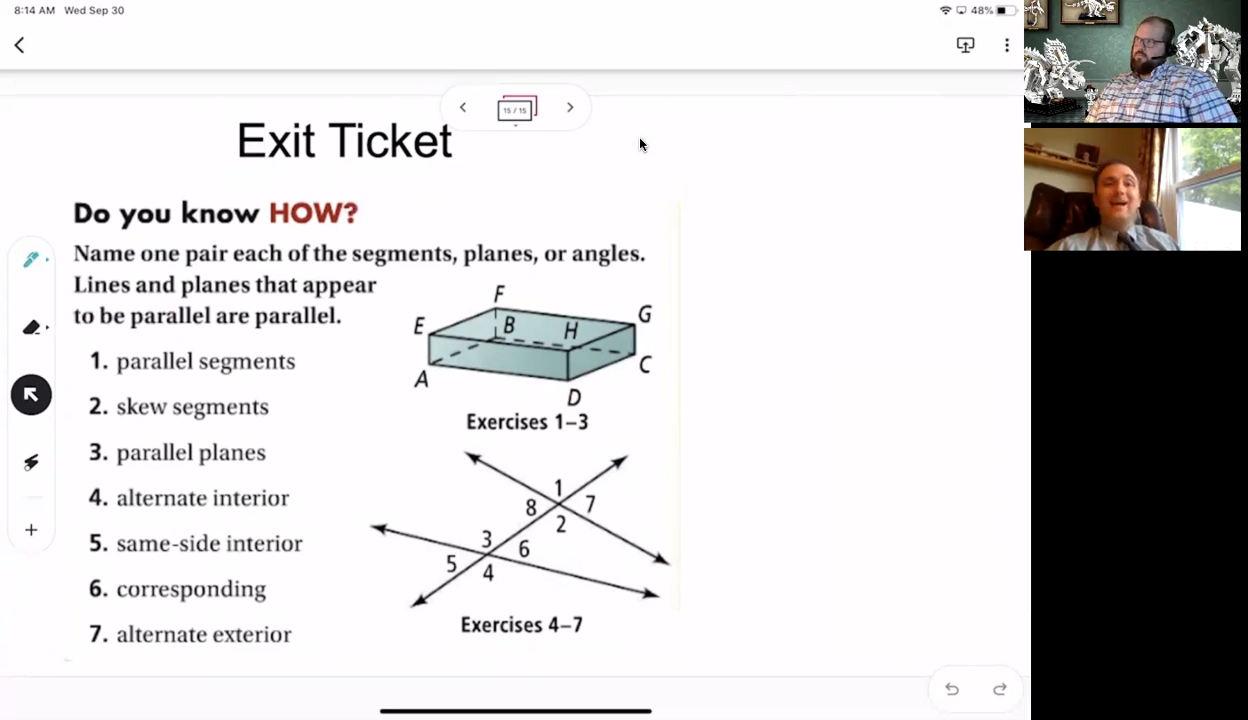 8:14 AM Wed Sep 30
48%
15 / 15
Exit Ticket
Do you know HOW?
Name one pair each of the segments, planes, or angles.
Lines and planes that appear
to be parallel are parallel.
1. parallel segments
2. skew segments
3. parallel planes
4. alternate interior
5. same-side interior
6. corresponding
7. alternate exterior
F
E
B
H
G
A
C
D
Exercises 1–3
1
8
7
2
3
6
5
4
Exercises 4–7